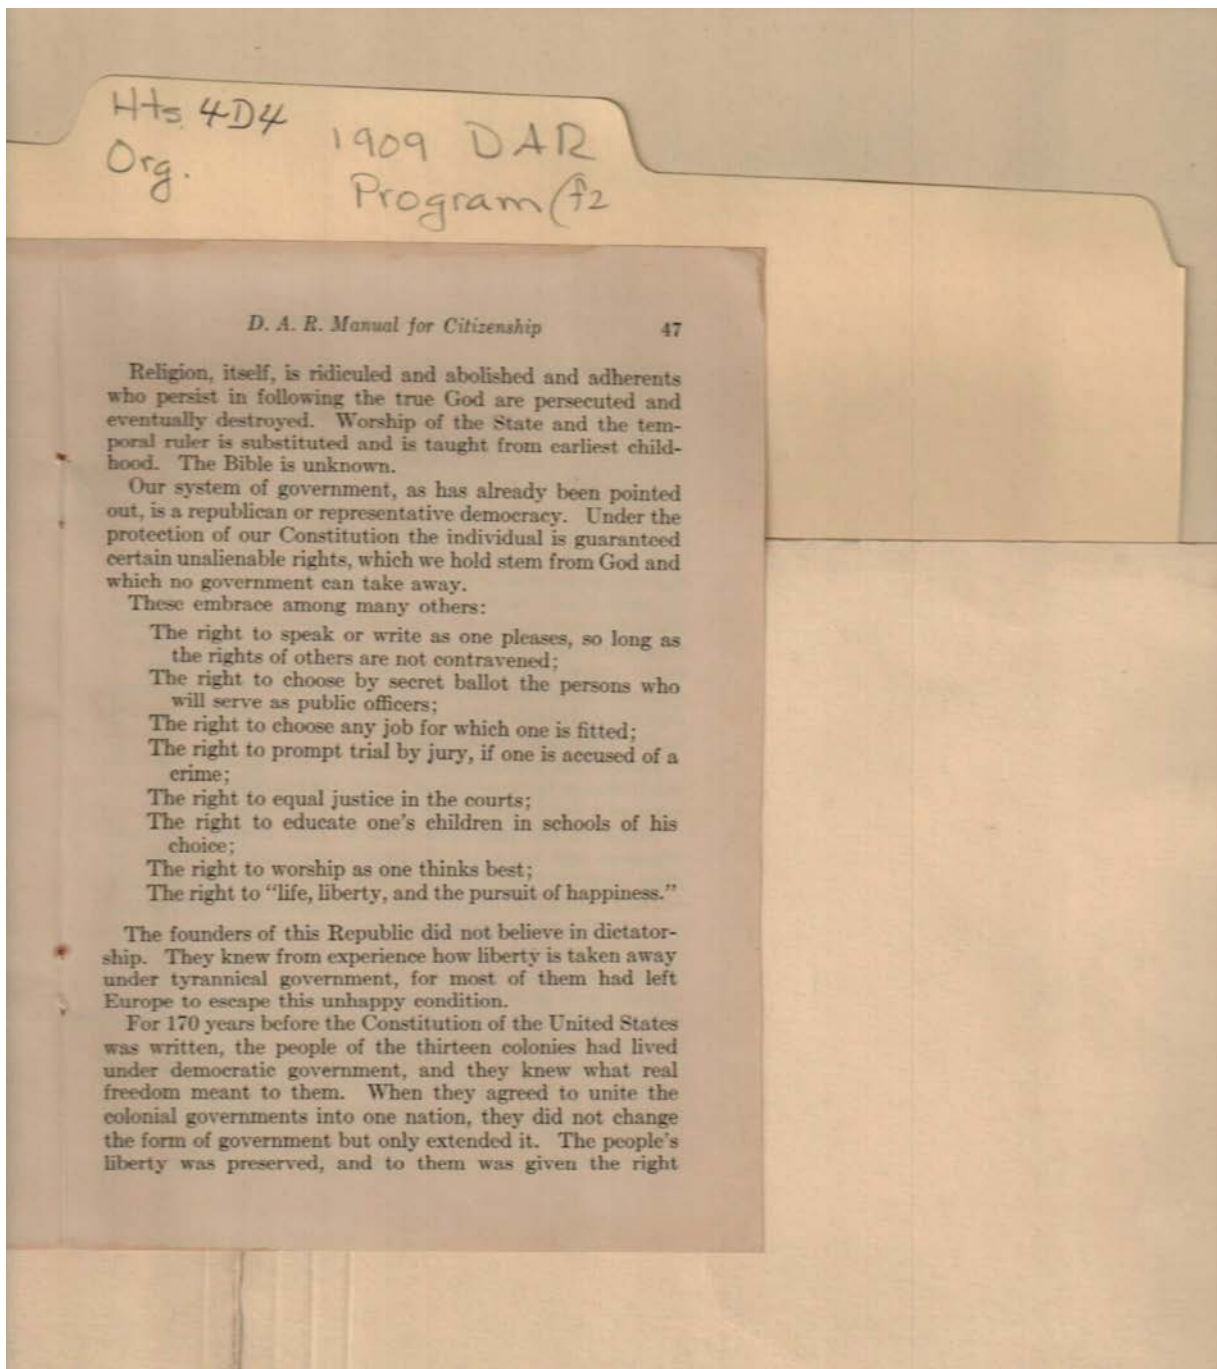 Hts. 4D4
Org.
1909 DAR
Program (f2
D. A. R. Manual for Citizenship 47
Religion, itself, is ridiculed and abolished and adherents
who persist in following the true God are persecuted and
eventually destroyed. Worship of the State and the tem-
poral ruler is substituted and is taught from earliest child-
hood. The Bible is unknown.
Our system of government, as has already been pointed
out, is a republican or representative democracy. Under the
protection of our Constitution the individual is guaranteed
certain unalienable rights, which we hold stem from God and
which no government can take away.
These embrace among many others:
The right to speak or write as one pleases, so long as
the rights of others are not contravened;
The right to choose by secret ballot the persons who
will serve as public officers;
The right to choose any job for which one is fitted;
The right to prompt trial by jury, if one is accused of a
crime;
The right to equal justice in the courts;
The right to educate one's children in schools of his
choice;
The right to worship as one thinks best;
The right to "life, liberty, and the pursuit of happiness."
The founders of this Republic did not believe in dictator-
ship. They knew from experience how liberty is taken away
under tyrannical government, for most of them had left
Europe to escape this unhappy condition.
For 170 years before the Constitution of the United States
was written, the people of the thirteen colonies had lived
under democratic government, and they knew what real
freedom meant to them. When they agreed to unite the
colonial governments into one nation, they did not change
the form of government but only extended it. The people's
liberty was preserved, and to them was given the right